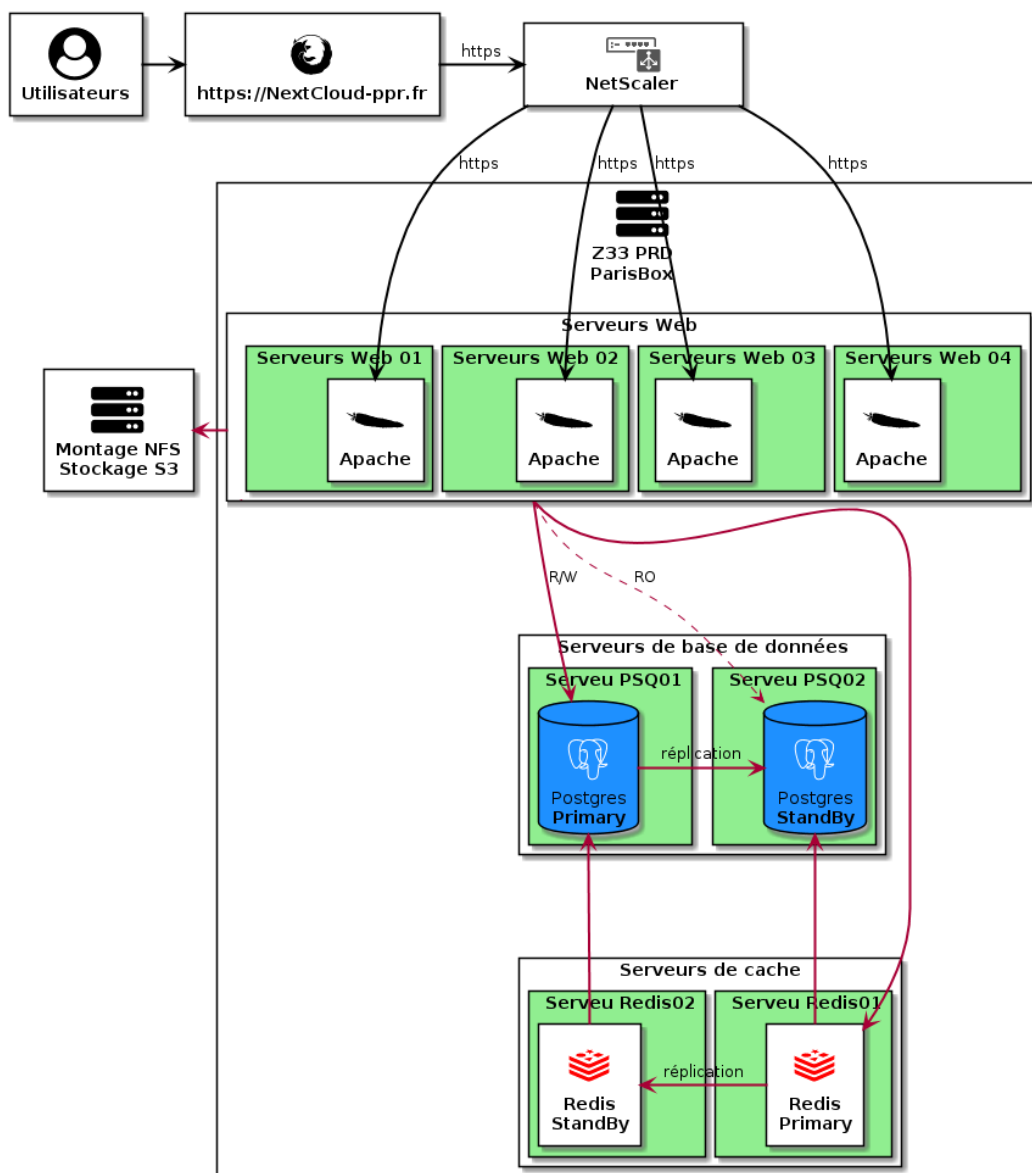 Utilisateurs
https://NextCloud-ppr.fr
https
NetScaler
https
https
https
https
Z33 PRD
ParisBox
Serveurs Web
Serveurs Web 01
Serveurs Web 02
Serveurs Web 03
Serveurs Web 04
Apache
Apache
Apache
Apache
Montage NFS
Stockage S3
R/W
RO
Serveurs de base de données
Serveu PSQ01
Serveu PSQ02
réplication
Postgres
Primary
Postgres
StandBy
Serveurs de cache
Serveu Redis02
Serveu Redis01
réplication
Redis
StandBy
Redis
Primary